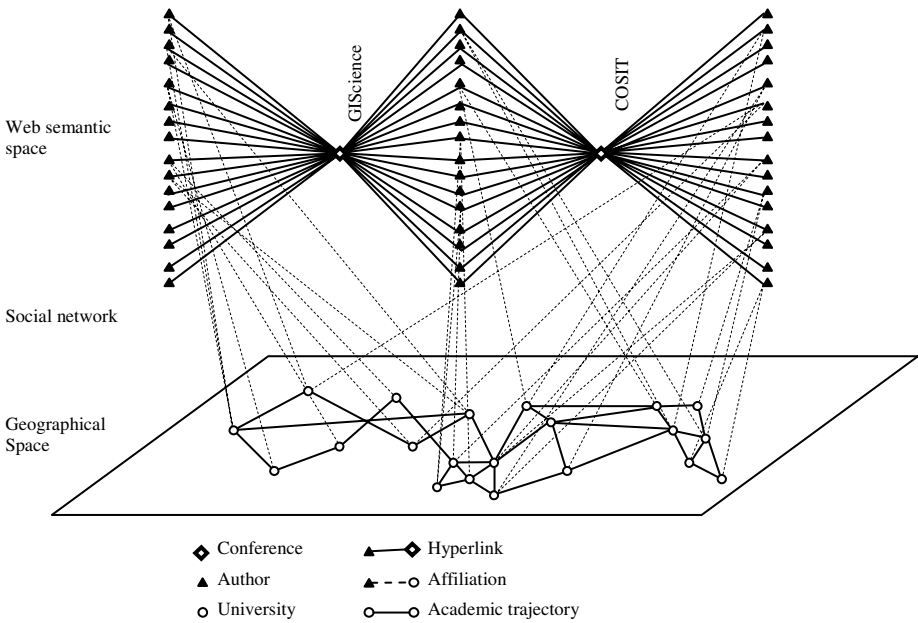 GIScience
COSIT
Web semantic
space
Social network
Geographical
Space
Conference
Hyperlink
Author
Affiliation
University
Academic trajectory